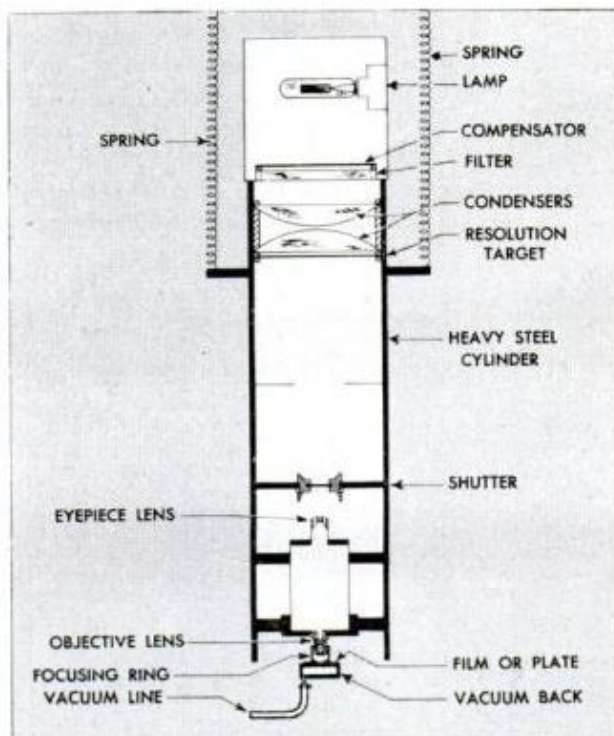 SPRING
LAMP
SPRING
COMPENSATOR
FILTER
CONDENSERS
RESOLUTION
TARGET
HEAVY STEEL
CYLINDER
SHUTTER
EYEPIECE LENS
OBJECTIVE LENS
FOCUSING RING
VACUUM LINE
FILM OR PLATE
VACUUM BACK